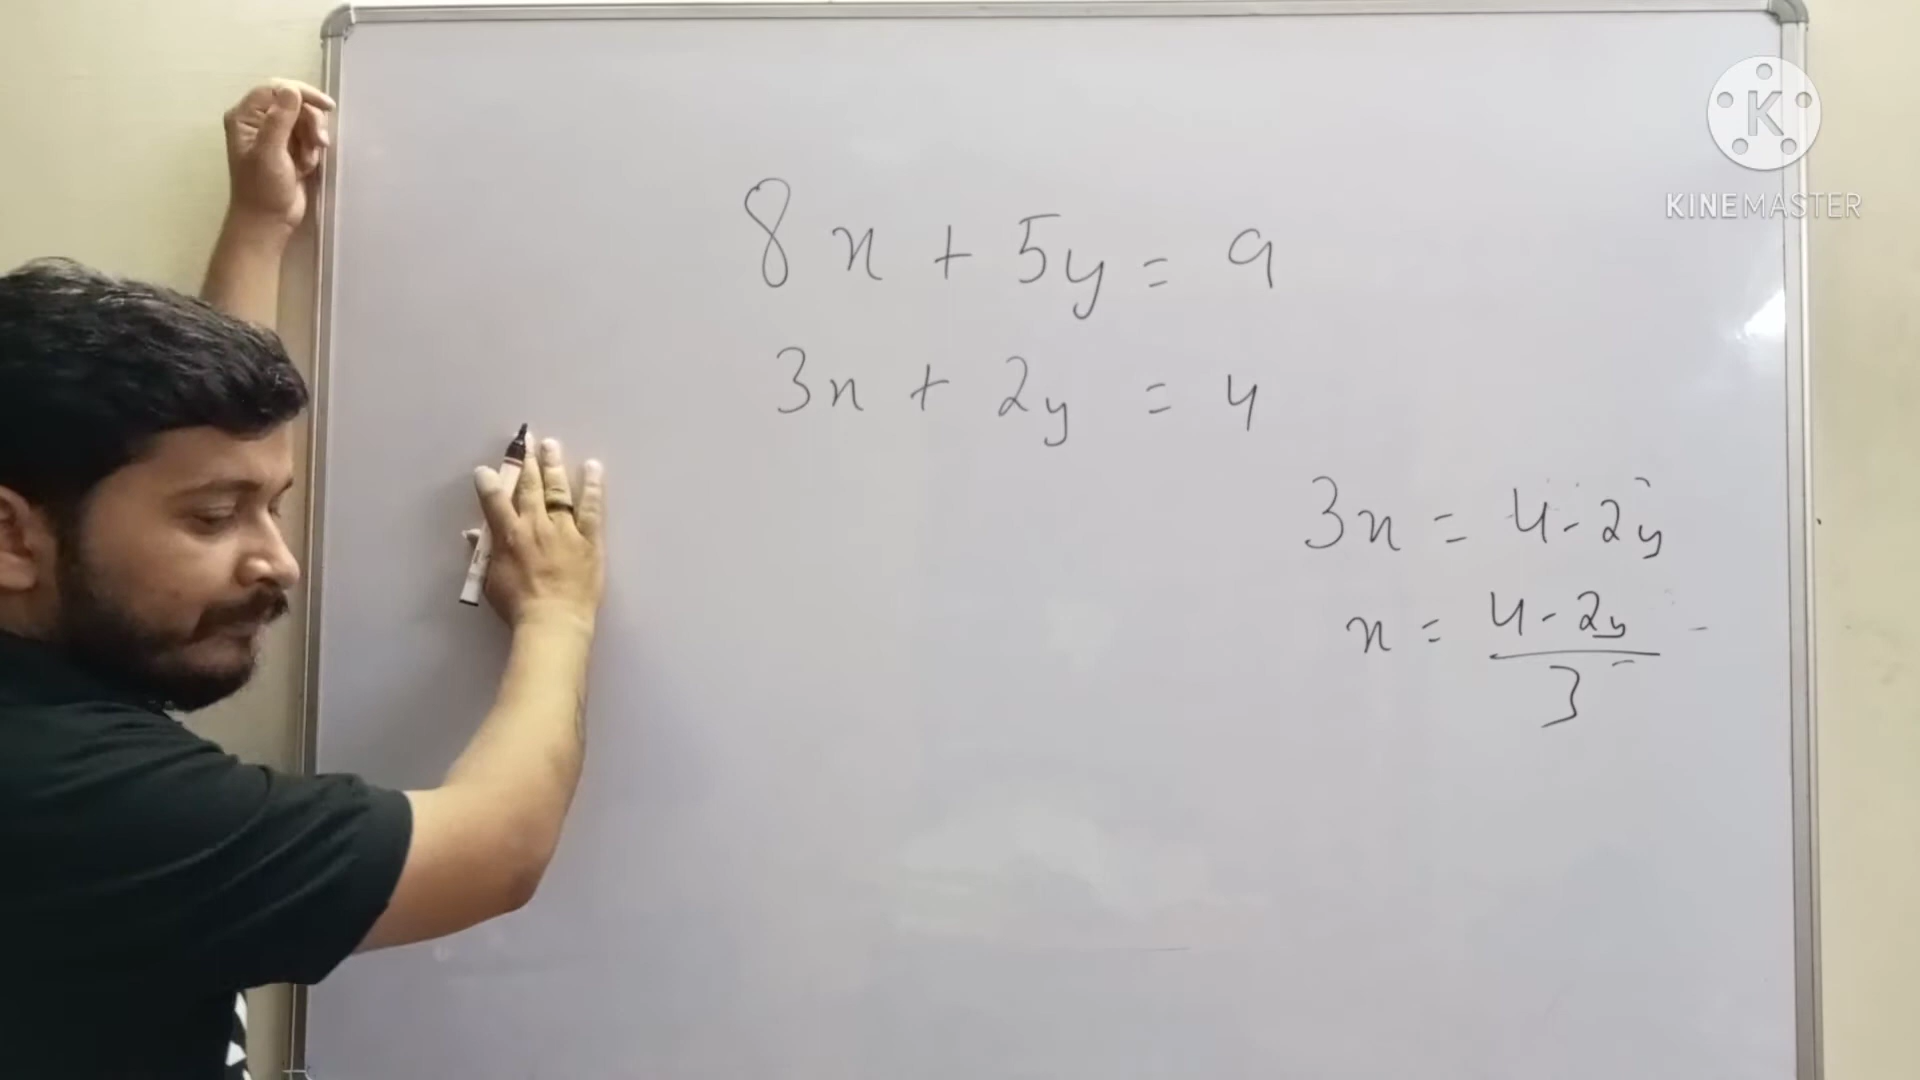 K
KINEMASTER
8x + 5y = 9
3x + 2y = 4
3x = 4 - 2y
x = 4 - 2y
3